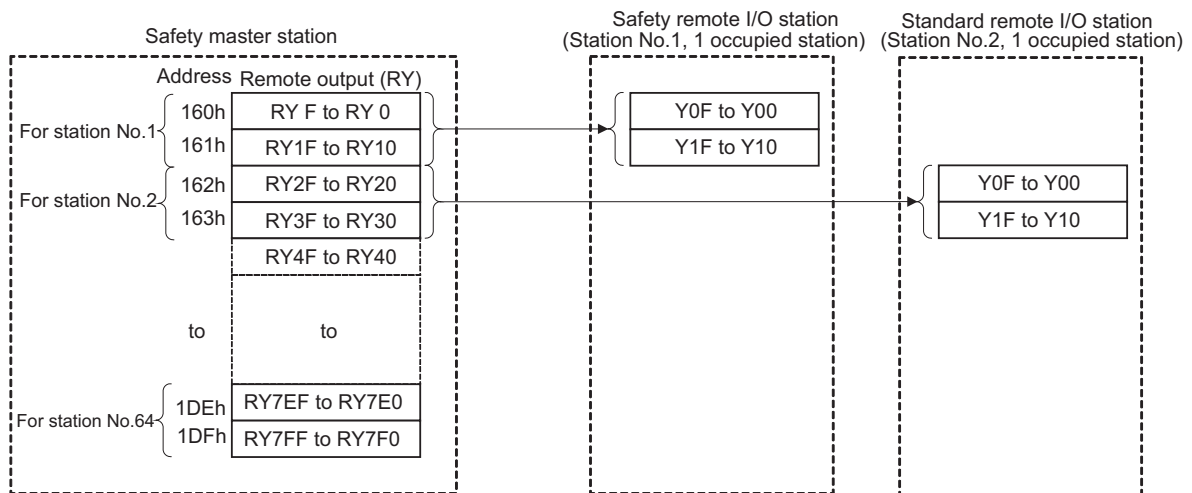 Safety master station
Safety remote I/O station
(Station No.1, 1 occupied station)
Standard remote I/O station
(Station No.2, 1 occupied station)
Address Remote output (RY)
For station No.1
160h RY F to RY 0
161h RY1F to RY10
For station No.2
162h RY2F to RY20
163h RY3F to RY30
RY4F to RY40
to to
For station No.64
1DEh RY7EF to RY7E0
1DFh RY7FF to RY7F0
Y0F to Y00
Y1F to Y10
Y0F to Y00
Y1F to Y10